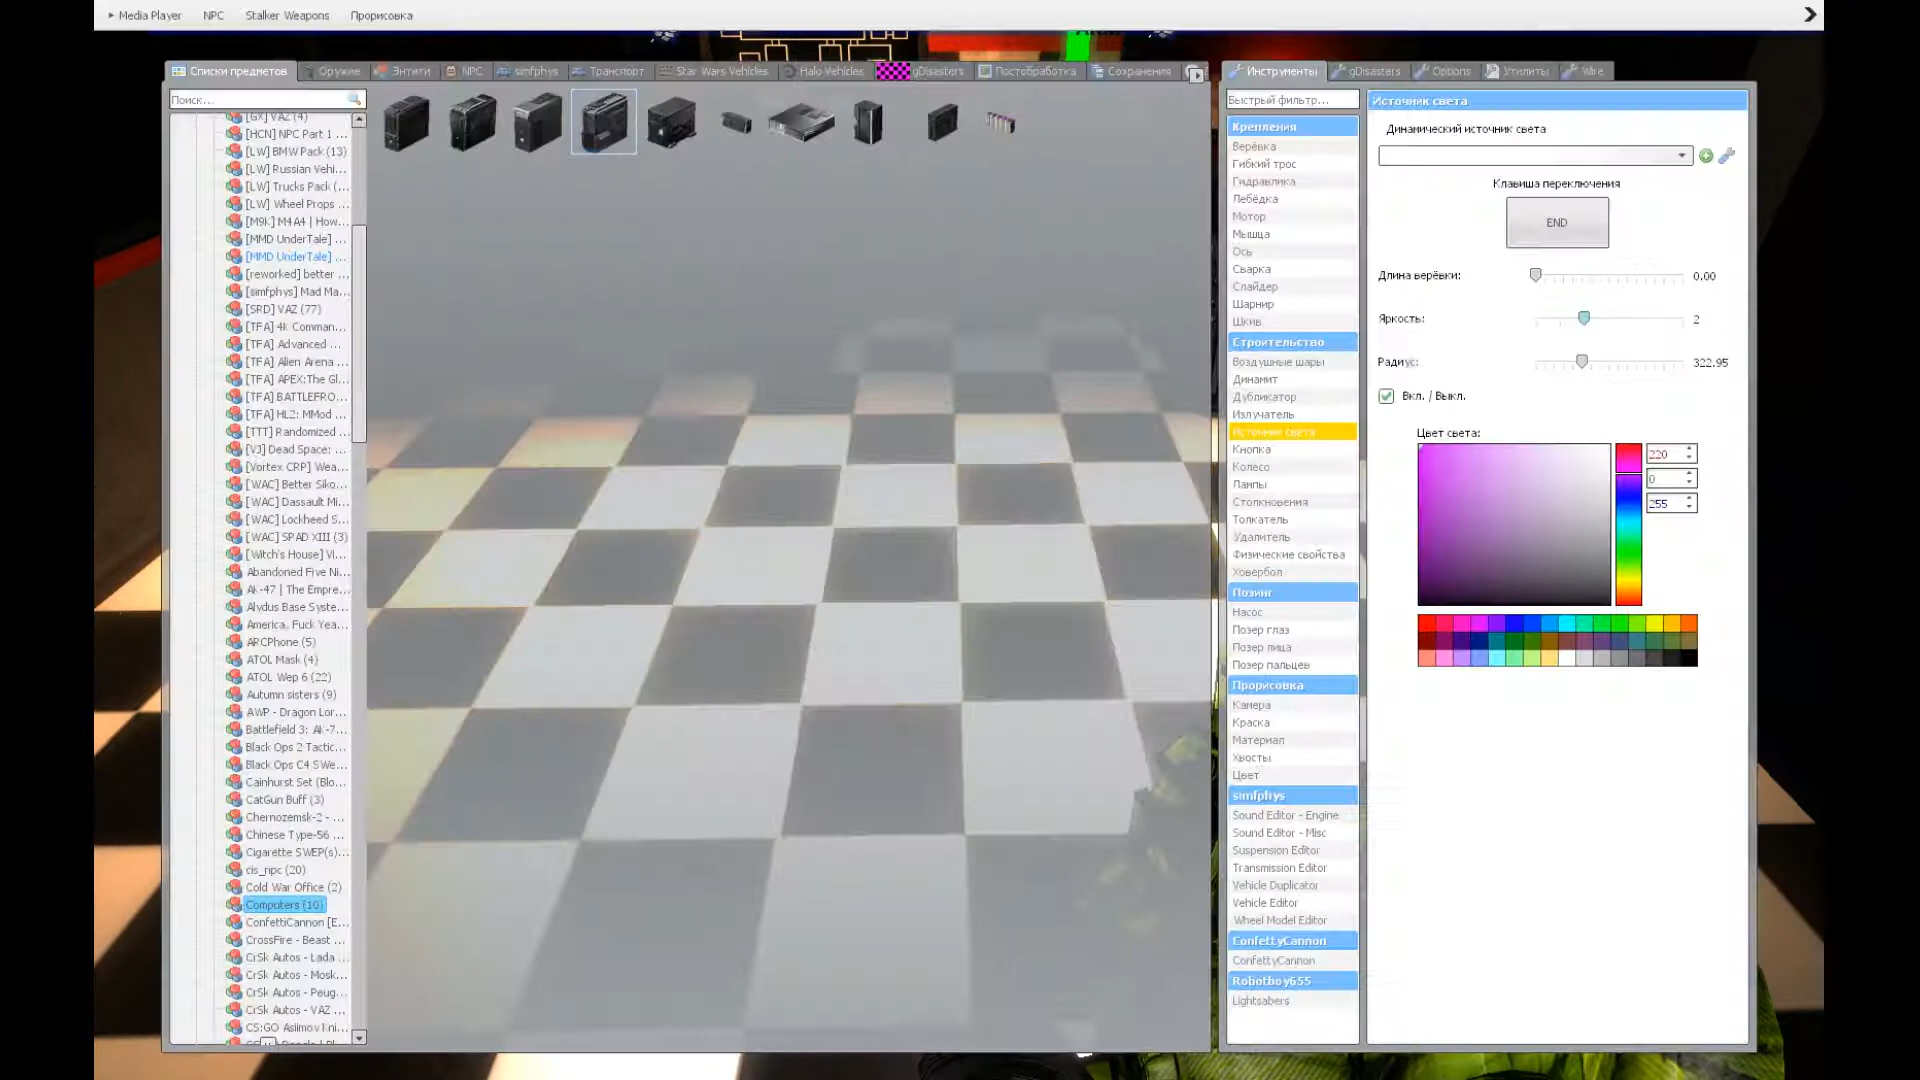 Media Player NPC Stalker Weapons Прорисовка
Списки предметов Оружие Энтити NPC simfphys Транспорт Star Wars Vehicles Halo Vehicles gDisasters Постобработка Сохранения
Инструменты gDisasters Options Утилиты Wire
Поиск...
[GX] VAZ (4)
[HCN] NPC Part 1 ...
[LW] BMW Pack (13)
[LW] Russian Vehi...
[LW] Trucks Pack (...
[LW] Wheel Props ...
[M9K] M4A4 | How...
[MMD UnderTale] ...
[MMD UnderTale] ...
[reworked] better ...
[simfphys] Mad Ma...
[SRD] VAZ (77)
[TFA] 4K Comman...
[TFA] Advanced ...
[TFA] Alien Arena ...
[TFA] APEX:The Gl...
[TFA] BATTLEFRO...
[TFA] HL2: MMod ...
[TTT] Randomized ...
[VJ] Dead Space: ...
[Vortex CRP] Wea...
[WAC] Better Siko...
[WAC] Dassault Mi...
[WAC] Lockheed S...
[WAC] SPAD XIII (3)
[Witch's House] Vi...
Abandoned Five Ni...
AK-47 | The Empre...
Alydus Base Syste...
America, Fuck Yea...
ARCPhone (5)
ATOL Mask (4)
ATOL Wep 6 (22)
Autumn sisters (9)
AWP - Dragon Lor...
Battlefield 3: AK-7...
Black Ops 2 Tactic...
Black Ops C4 SWe...
Cainhurst Set (Blo...
CatGun Buff (3)
Chernozemsk-2 - ...
Chinese Type-56 ...
Cigarette SWEP(s)...
cis_npc (20)
Cold War Office (2)
Computers (10)
ConfettiCannon [E...
CrossFire - Beast ...
CrSk Autos - Lada ...
CrSk Autos - Mosk...
CrSk Autos - Peug...
CrSk Autos - VAZ ...
CS:GO Asiimov Kni...
Быстрый фильтр...
Крепления
Верёвка
Гибкий трос
Гидравлика
Лебёдка
Мотор
Мышца
Ось
Сварка
Слайдер
Шарнир
Шкив
Строительство
Воздушные шары
Динамит
Дубликатор
Излучатель
Источник света
Кнопка
Колесо
Лампы
Столкновения
Толкатель
Удалитель
Физические свойства
Ховербол
Позинг
Насос
Позер глаз
Позер лица
Позер пальцев
Прорисовка
Камера
Краска
Материал
Хвосты
Цвет
simfphys
Sound Editor - Engine
Sound Editor - Misc
Suspension Editor
Transmission Editor
Vehicle Duplicator
Vehicle Editor
Wheel Model Editor
ConfettyCannon
ConfettyCannon
Robotboy655
Lightsabers
Источник света
Динамический источник света
Клавиша переключения
END
Длина верёвки: 0.00
Яркость: 2
Радиус: 322.95
Вкл. / Выкл.
Цвет света:
220
0
255